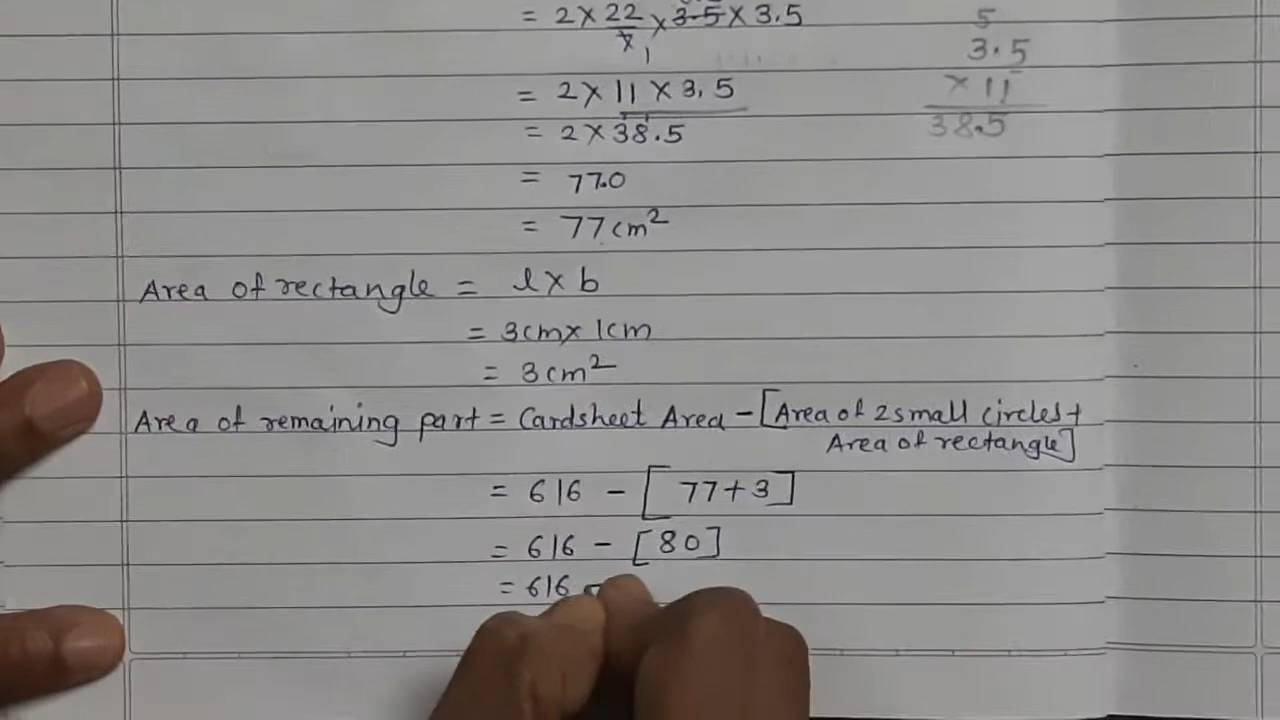 = 2 × 22/7 × 3.5 × 3.5
1
= 2 × 11 × 3.5
= 2 × 38.5
= 77.0
= 77 cm²
5
3.5
× 11
38.5
Area of rectangle = l × b
= 3cm × 1cm
= 3cm²
Area of remaining part = Cardsheet Area - [Area of 2 small circles +
Area of rectangle]
= 616 - [77+3]
= 616 - [80]
= 616 -